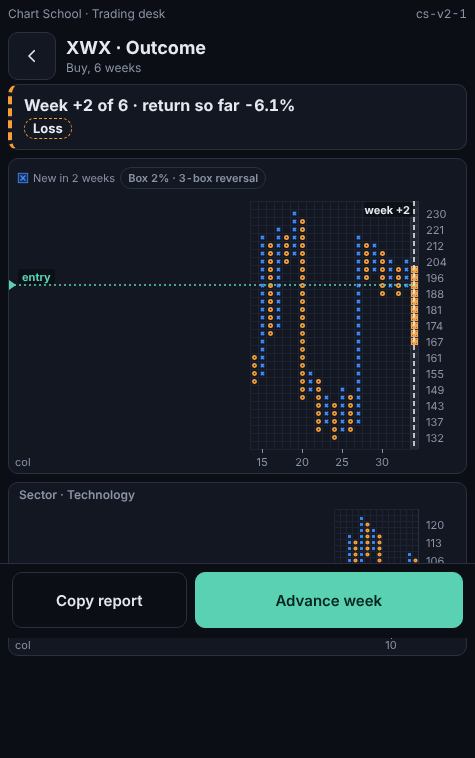 Chart School · Trading desk
cs-v2-1
XWX · Outcome
Buy, 6 weeks
Week +2 of 6 · return so far -6.1%
Loss
New in 2 weeks
Box 2% · 3-box reversal
week +2
230
221
212
204
196
188
181
174
167
161
155
149
143
137
132
entry
col
15
20
25
30
Sector · Technology
120
113
106
Copy report
Advance week
col
10